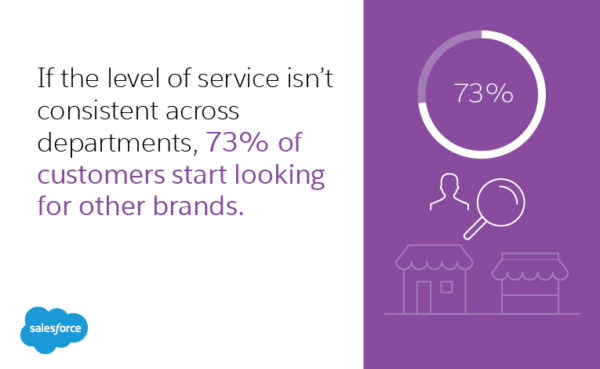 If the level of service isn’t
consistent across
departments, 73% of
customers start looking
for other brands.
salesforce
73%